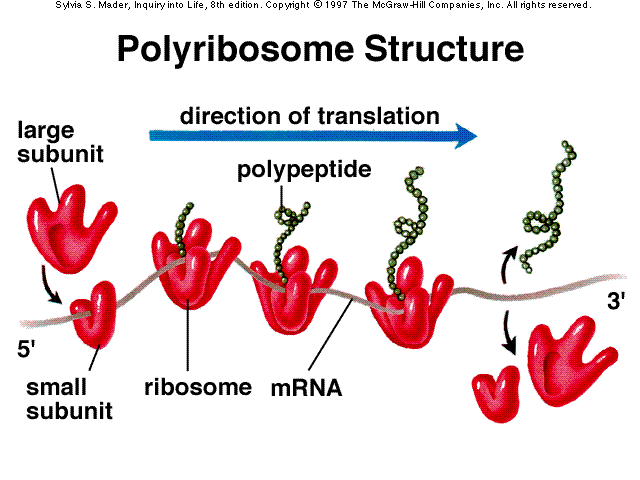 Sylvia S. Mader, Inquiry into Life, 8th edition. Copyright © 1997 The McGraw-Hill Companies, Inc. All rights reserved.
Polyribosome Structure
direction of translation
large
subunit
polypeptide
5'
3'
small
subunit
ribosome
mRNA